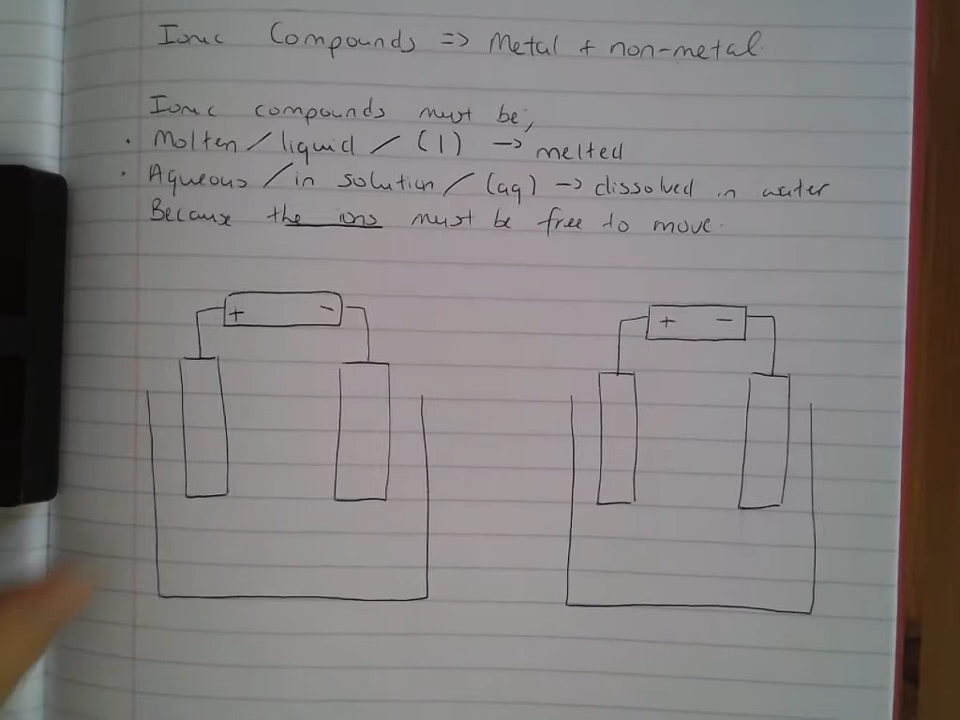 Ionic Compounds => Metal + non-metal.
Ionic compounds must be;
• Molten / liquid / (l) -> melted
• Aqueous / in solution / (aq) -> dissolved in water
Because the ions must be free to move.
+ -
+ -